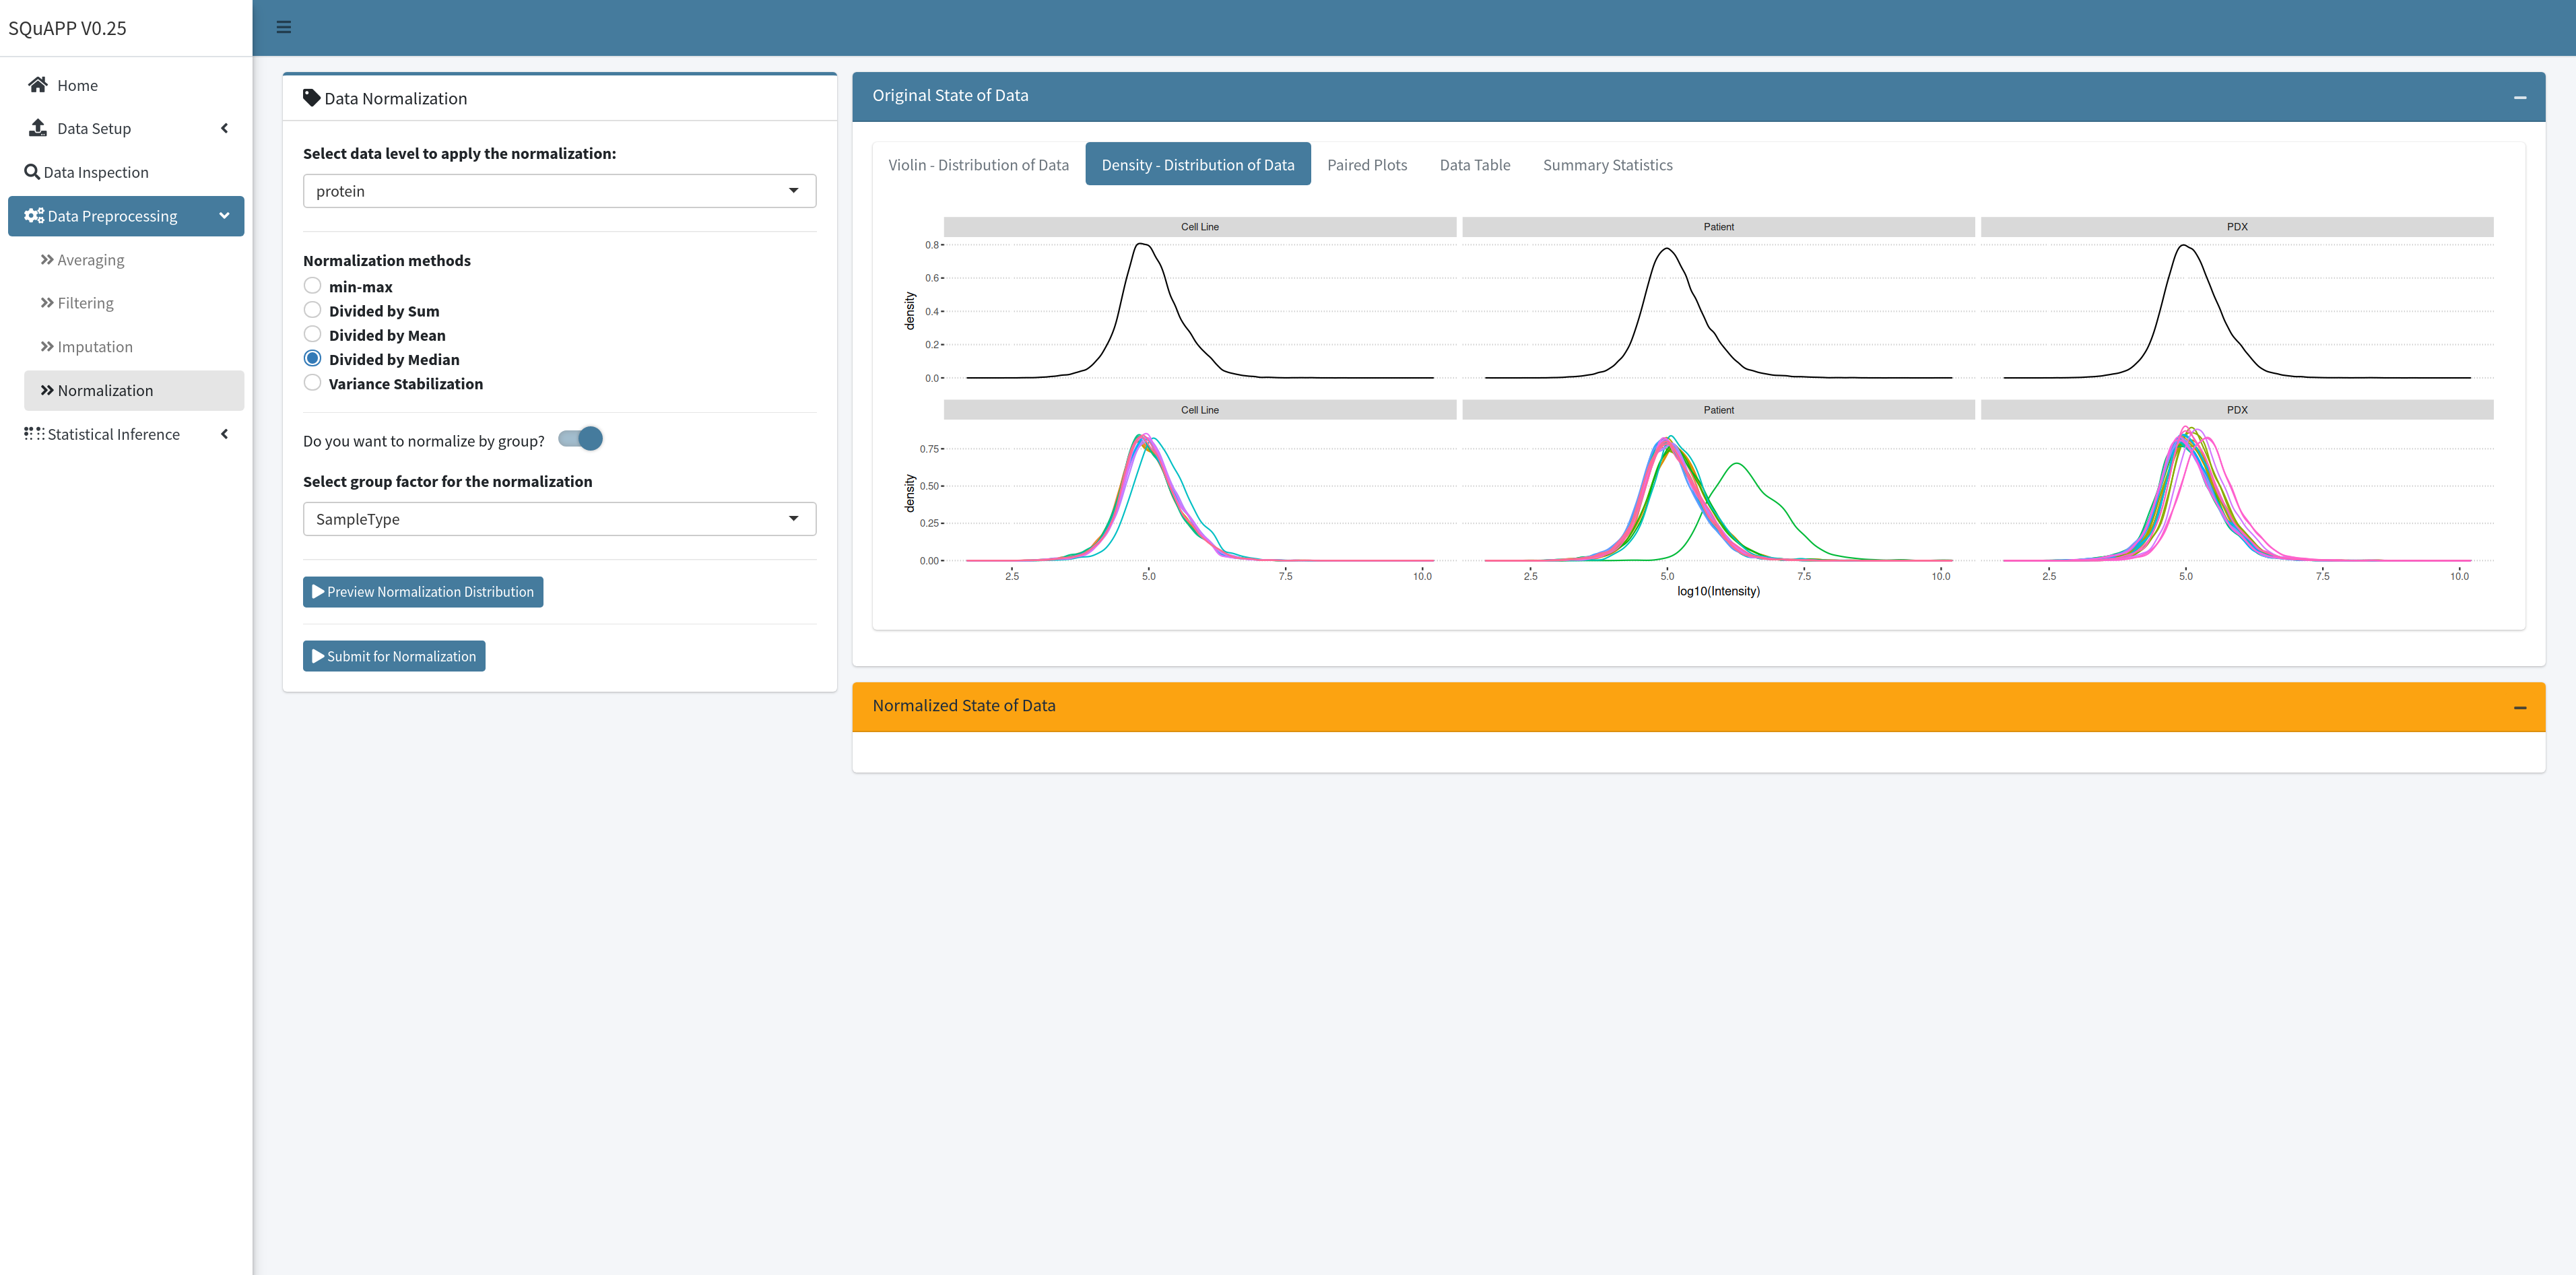 SQuAPP V0.25
Home
Data Setup
Data Inspection
Data Preprocessing
Averaging
Filtering
Imputation
Normalization
Statistical Inference
Data Normalization
Select data level to apply the normalization:
protein
Normalization methods
min-max
Divided by Sum
Divided by Mean
Divided by Median
Variance Stabilization
Do you want to normalize by group?
Select group factor for the normalization
SampleType
Preview Normalization Distribution
Submit for Normalization
Original State of Data
Violin - Distribution of Data Density - Distribution of Data Paired Plots Data Table Summary Statistics
Cell Line Patient PDX
0.8
0.6
0.4
0.2
0.0
density
Cell Line Patient PDX
0.75
0.50
0.25
0.00
density
2.5 5.0 7.5 10.0 2.5 5.0 7.5 10.0 2.5 5.0 7.5 10.0
log10(Intensity)
Normalized State of Data